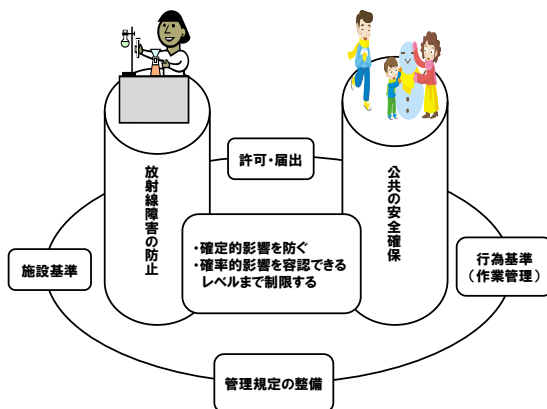 許可・届出
放射線障害の防止
公共の安全確保
・確定的影響を防ぐ
・確率的影響を容認できる
レベルまで制限する
施設基準
行為基準
（作業管理）
管理規定の整備